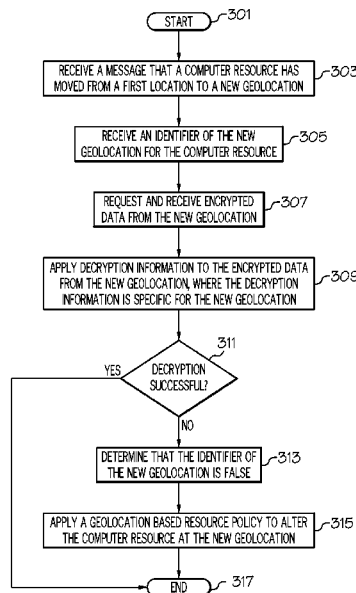 START
301
RECEIVE A MESSAGE THAT A COMPUTER RESOURCE HAS
MOVED FROM A FIRST LOCATION TO A NEW GEOLOCATION
303
RECEIVE AN IDENTIFIER OF THE NEW
GEOLOCATION FOR THE COMPUTER RESOURCE
305
REQUEST AND RECEIVE ENCRYPTED
DATA FROM THE NEW GEOLOCATION
307
APPLY DECRYPTION INFORMATION TO THE ENCRYPTED DATA
FROM THE NEW GEOLOCATION, WHERE THE DECRYPTION
INFORMATION IS SPECIFIC FOR THE NEW GEOLOCATION
309
311
YES
DECRYPTION
SUCCESSFUL?
NO
DETERMINE THAT THE IDENTIFIER OF
THE NEW GEOLOCATION IS FALSE
313
APPLY A GEOLOCATION BASED RESOURCE POLICY TO ALTER
THE COMPUTER RESOURCE AT THE NEW GEOLOCATION
315
END
317